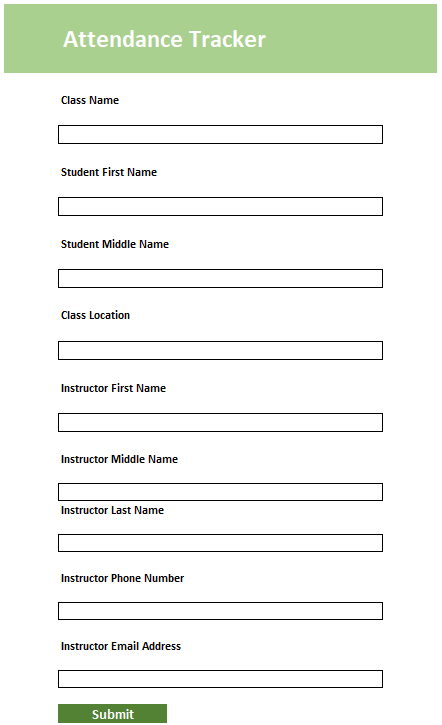 Attendance Tracker
Class Name
Student First Name
Student Middle Name
Class Location
Instructor First Name
Instructor Middle Name
Instructor Last Name
Instructor Phone Number
Instructor Email Address
Submit